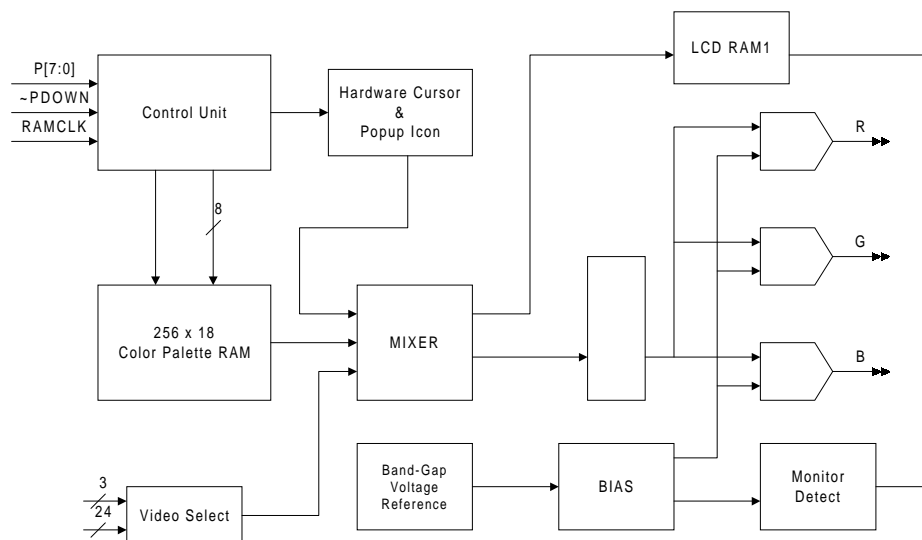 LCD RAM1
P[7:0]
~PDOWN
RAMCLK
Control Unit
Hardware Cursor
&
Popup Icon
R
8
G
256 x 18
Color Palette RAM
MIXER
B
3
24
Video Select
Band-Gap
Voltage
Reference
BIAS
Monitor
Detect